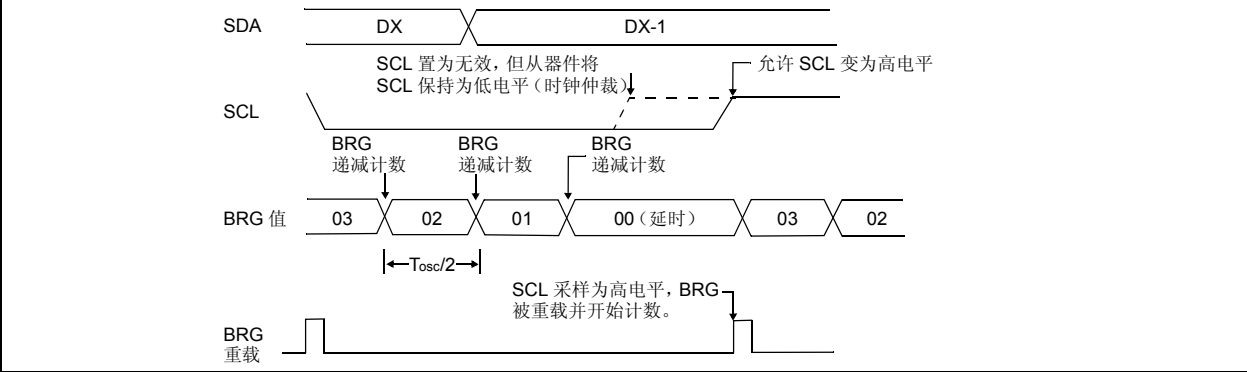 SDA
DX
DX-1
SCL 置为无效，但从器件将
SCL 保持为低电平（时钟仲裁）
允许 SCL 变为高电平
SCL
BRG
递减计数
BRG
递减计数
BRG
递减计数
BRG 值
03
02
01
00（延时）
03
02
Tosc/2
SCL 采样为高电平，BRG
被重载并开始计数。
BRG
重载